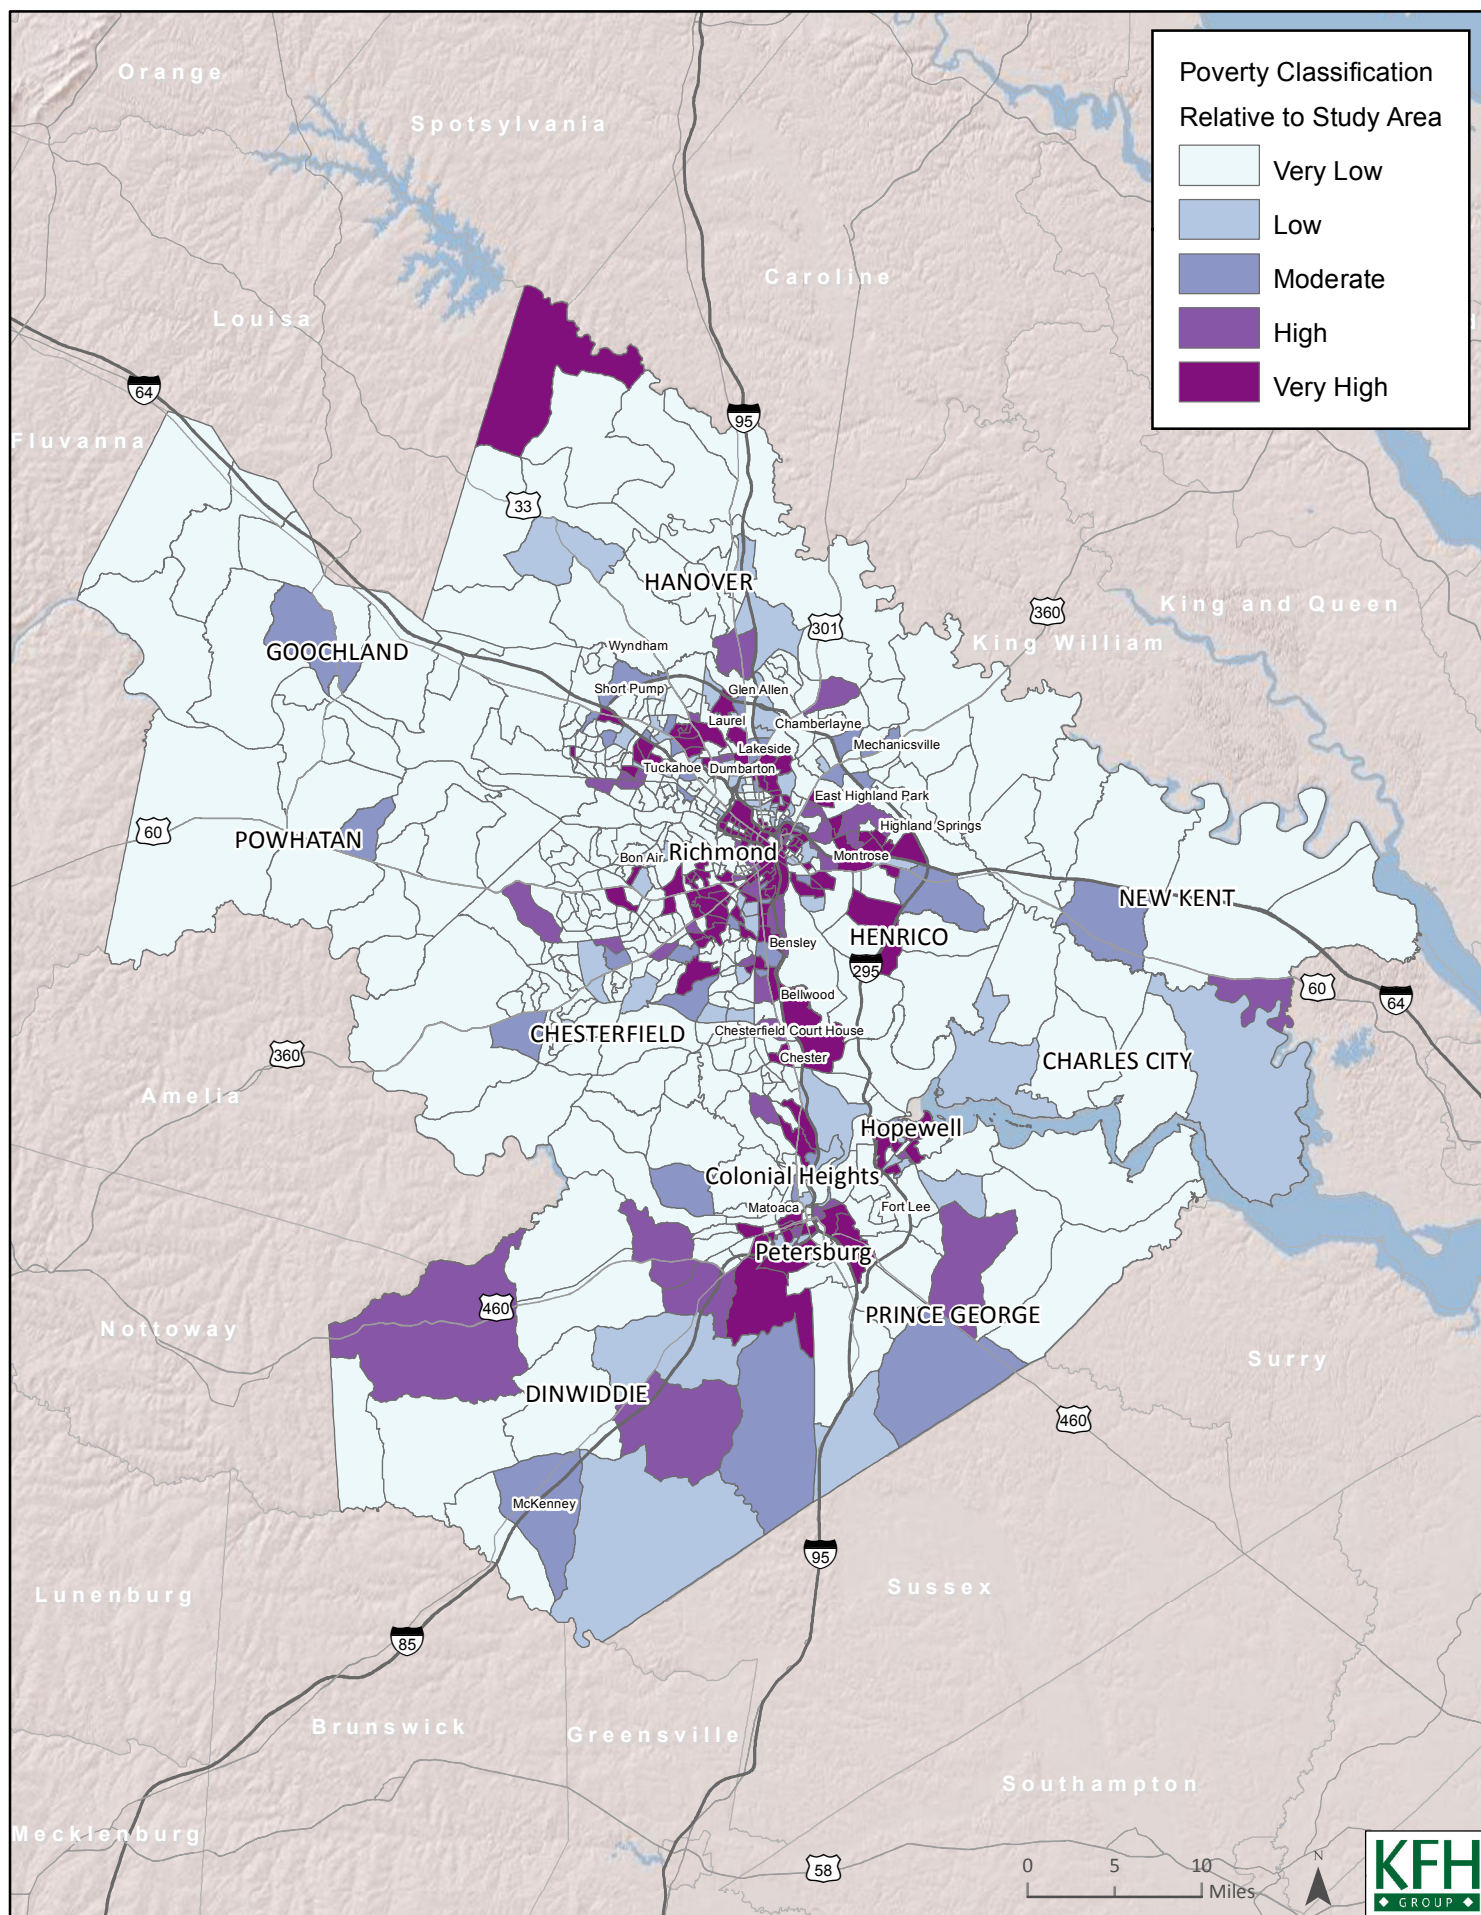 Poverty Classification
Relative to Study Area
Very Low
Low
Moderate
High
Very High
Orange
Spotsylvania
Caroline
Louisa
64
95
Fluvanna
33
HANOVER
301
360
King and Queen
King William
GOOCHLAND
Wyndham
Short Pump
Glen Allen
Laurel
Chamberlayne
Lakeside
Mechanicsville
Tuckahoe
Dumbarton
East Highland Park
Highland Springs
60
POWHATAN
Bon Air
Richmond
Montrose
NEW KENT
HENRICO
Bensley
295
60
64
Bellwood
CHESTERFIELD
Chesterfield Court House
Chester
CHARLES CITY
360
Amelia
Hopewell
Colonial Heights
Matoaca
Fort Lee
Petersburg
460
PRINCE GEORGE
Nottoway
Surry
DINWIDDIE
460
McKenney
95
Sussex
Lunenburg
85
Brunswick
Greensville
Southampton
Mecklenburg
58
0 5 10
Miles
N
KFH
GROUP